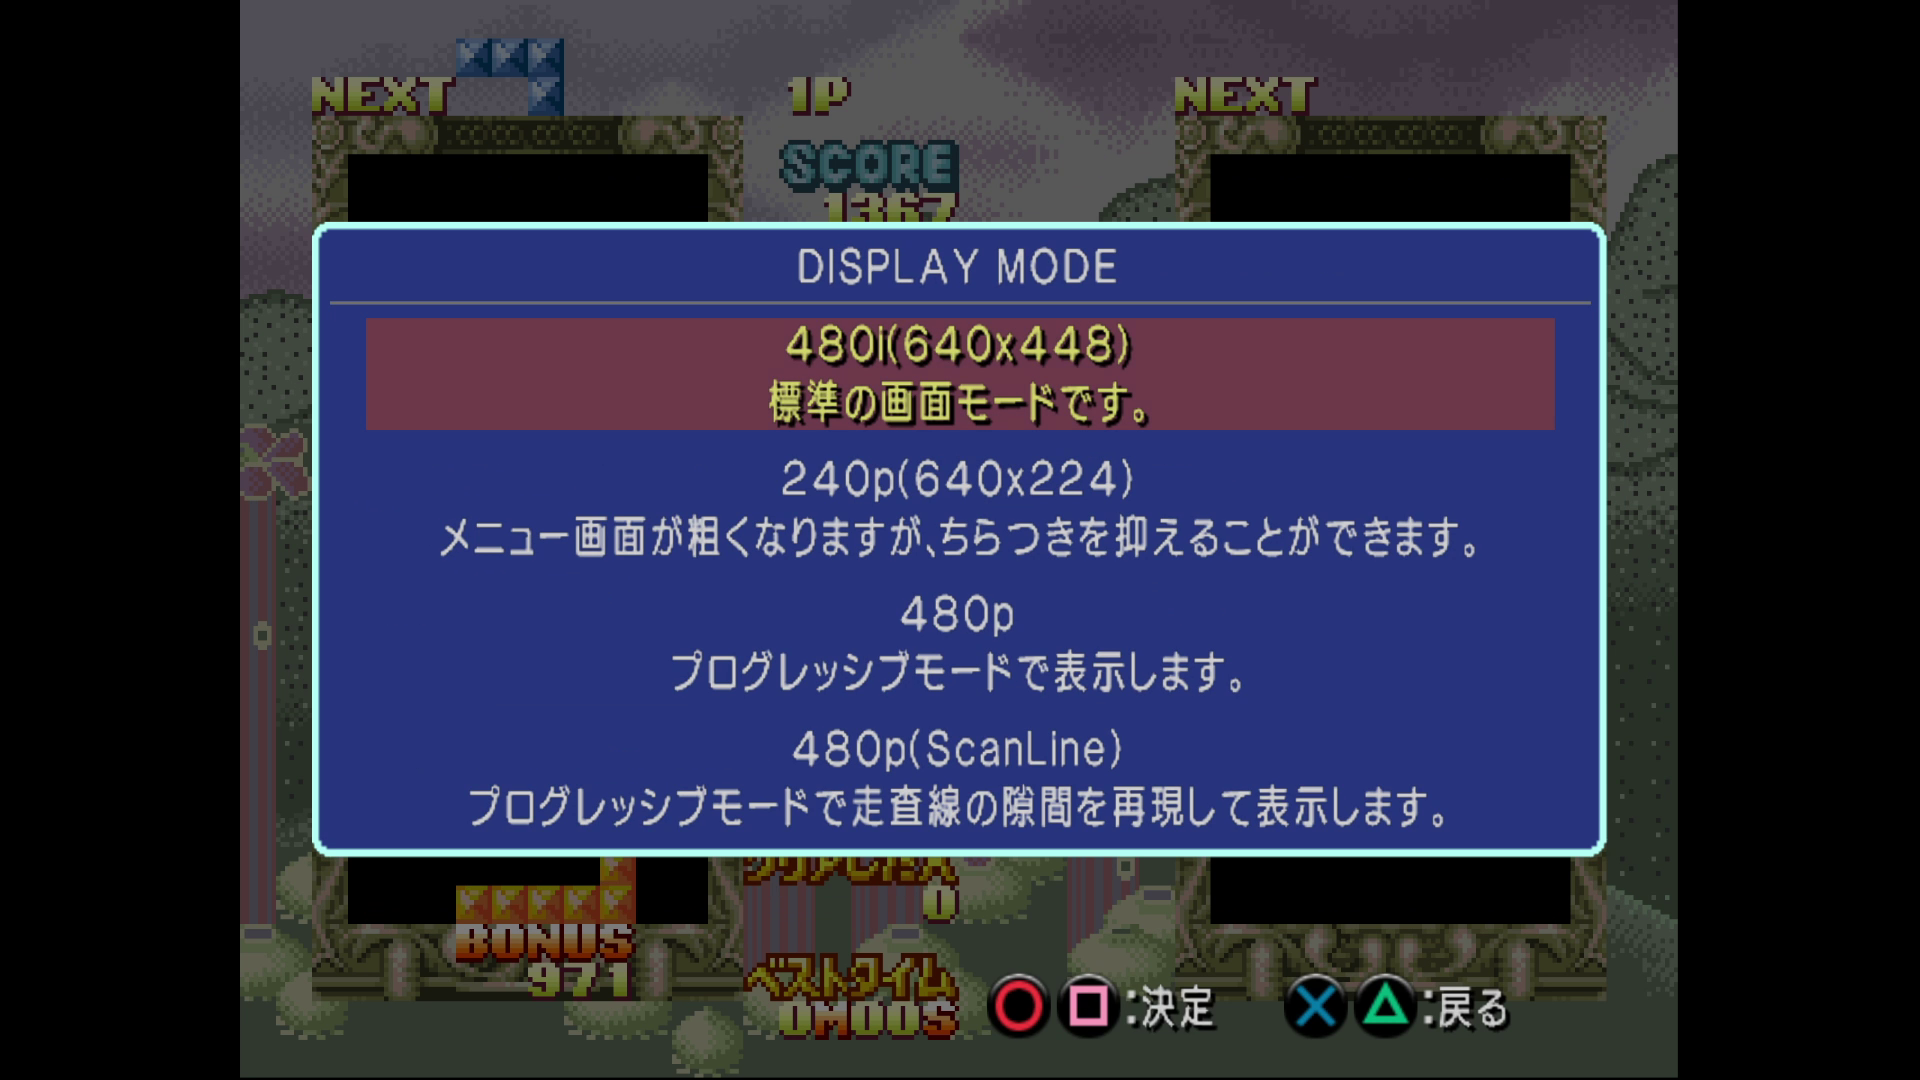 NEXT
1P
NEXT
SCORE
1367
DISPLAY MODE
480i(640x448)
標準の画面モードです。
240p(640x224)
メニュー画面が粗くなりますが、ちらつきを抑えることができます。
480p
プログレッシブモードで表示します。
480p(ScanLine)
プログレッシブモードで走査線の隙間を再現して表示します。
0
BONUS
971
ベストタイム
0M00S
:決定
:戻る